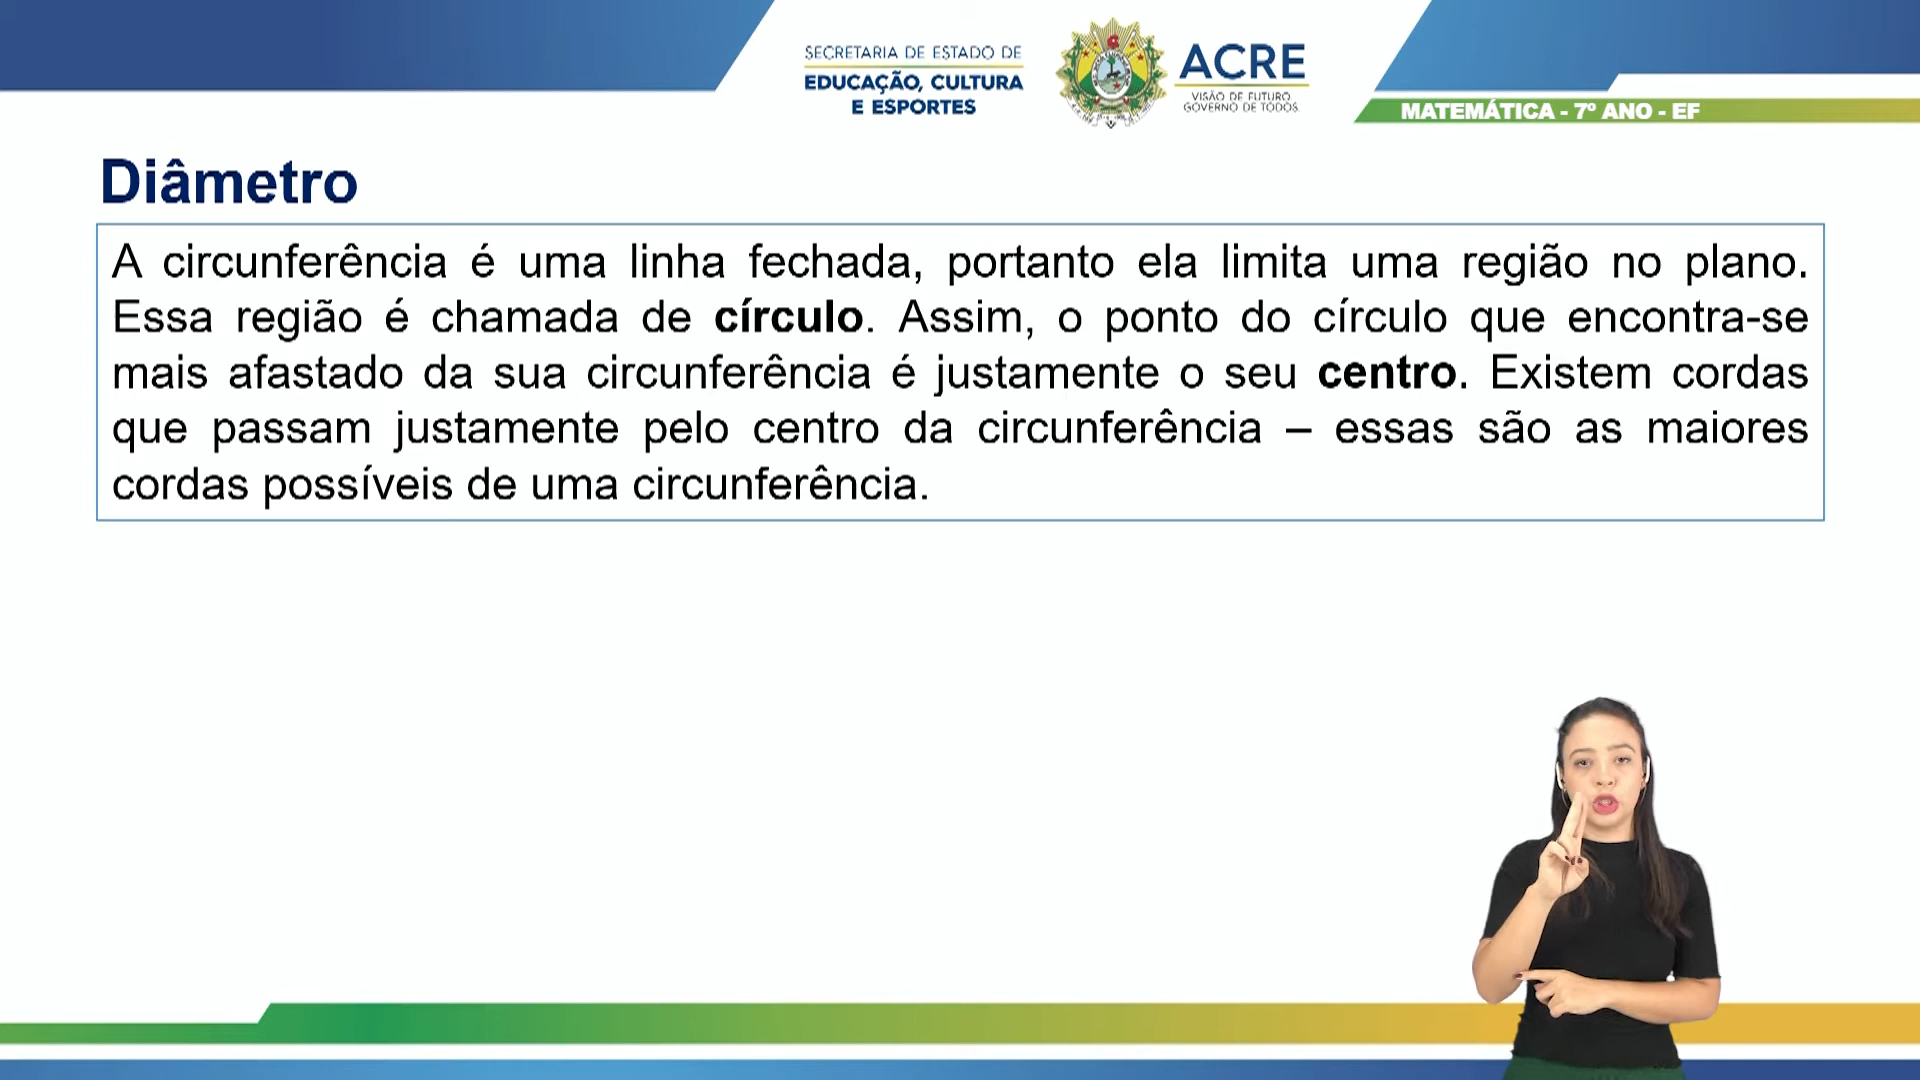 SECRETARIA DE ESTADO DE
EDUCAÇÃO, CULTURA
E ESPORTES
ACRE
VISÃO DE FUTURO.
GOVERNO DE TODOS.
MATEMÁTICA - 7º ANO - EF
Diâmetro
A circunferência é uma linha fechada, portanto ela limita uma região no plano.
Essa região é chamada de círculo. Assim, o ponto do círculo que encontra-se
mais afastado da sua circunferência é justamente o seu centro. Existem cordas
que passam justamente pelo centro da circunferência – essas são as maiores
cordas possíveis de uma circunferência.